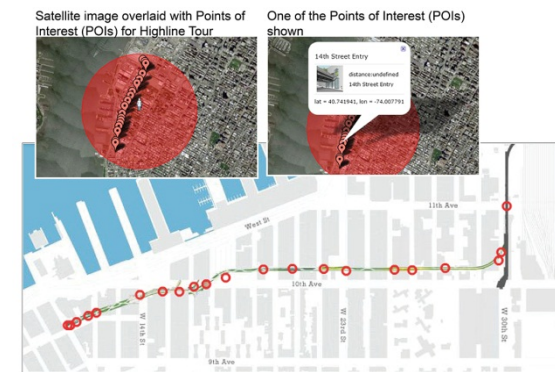 Satellite image overlaid with Points of
Interest (POIs) for Highline Tour
One of the Points of Interest (POIs)
shown
14th Street Entry
distance:undefined
14th Street Entry
lat = 40.741941, lon = -74.007791
11th Ave
West St
10th Ave
W 14th St
W 23rd St
W 30th St
9th Ave